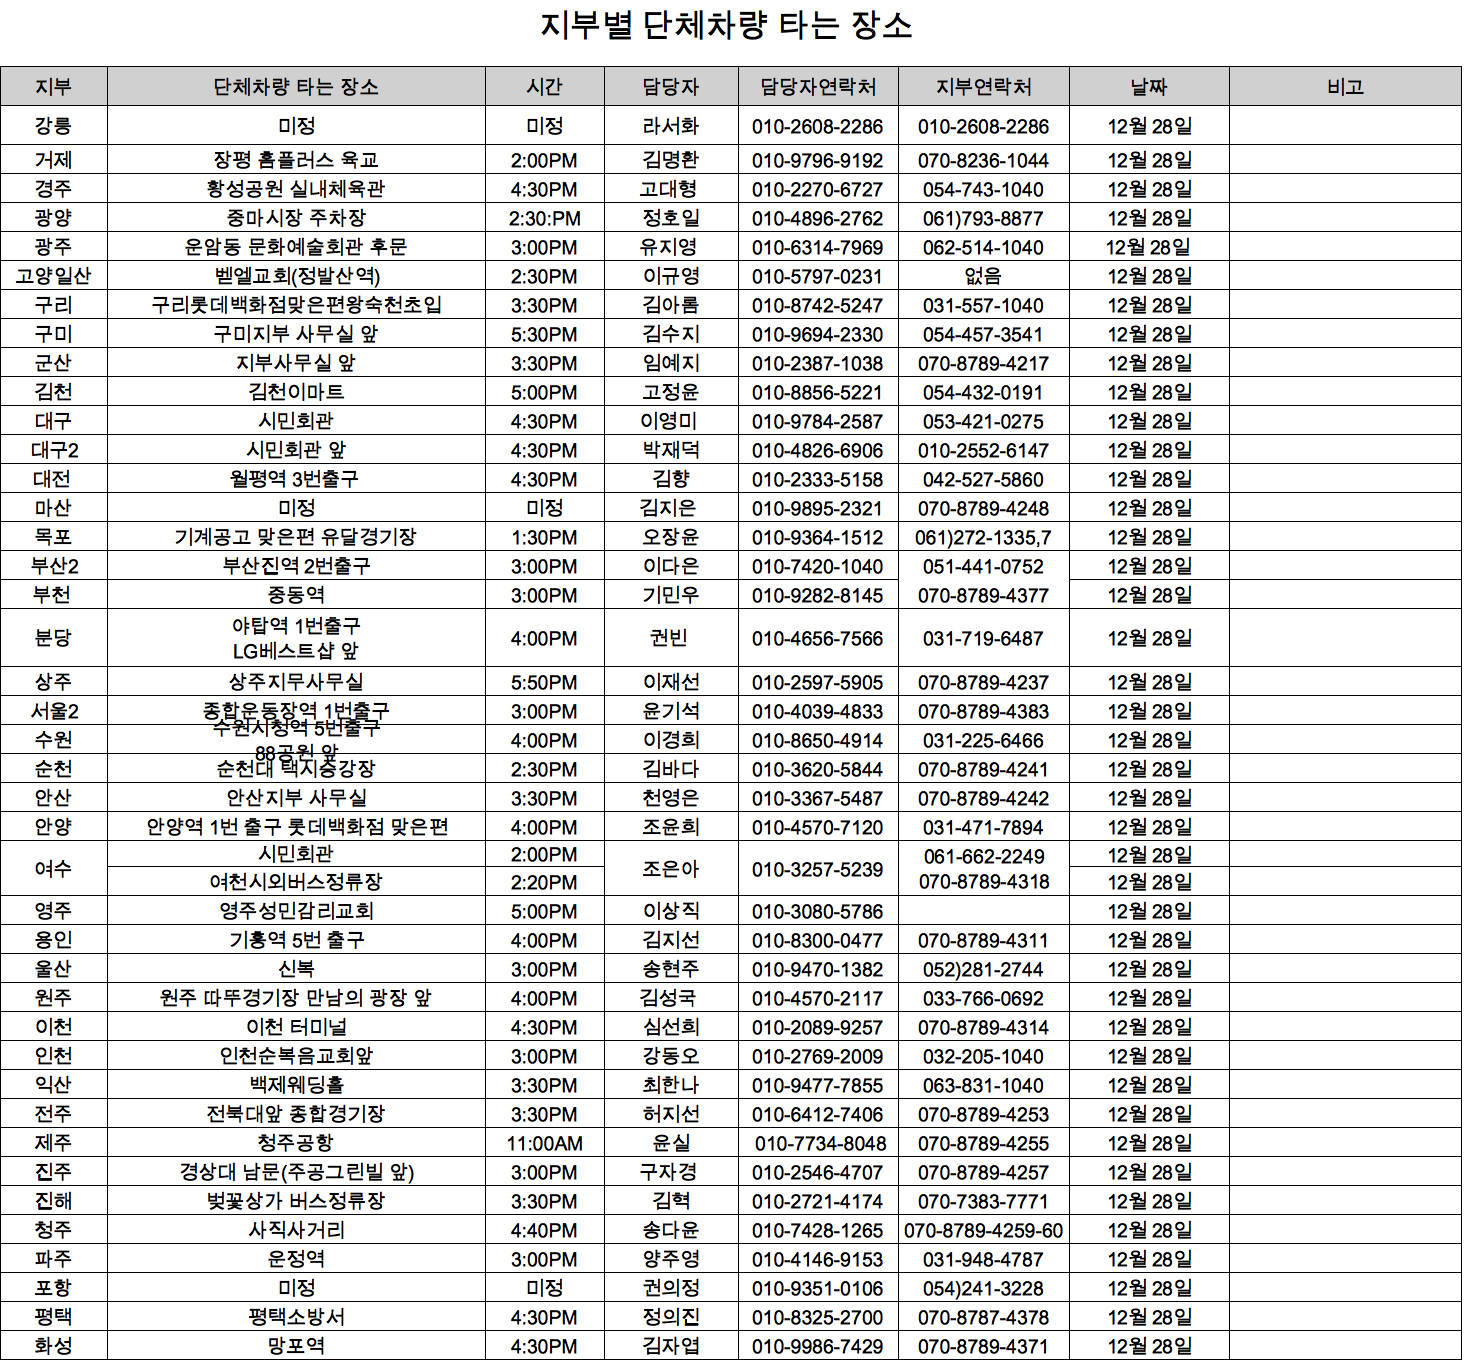 지부별 단체차량 타는 장소
지부 단체차량 타는 장소 시간 담당자 담당자연락처 지부연락처 날짜 비고
강릉 미정 미정 라서화 010-2608-2286 010-2608-2286 12월 28일
거제 장평 홈플러스 육교 2:00PM 김명환 010-9796-9192 070-8236-1044 12월 28일
경주 황성공원 실내체육관 4:30PM 고대형 010-2270-6727 054-743-1040 12월 28일
광양 중마시장 주차장 2:30:PM 정호일 010-4896-2762 061)793-8877 12월 28일
광주 운암동 문화예술회관 후문 3:00PM 유지영 010-6314-7969 062-514-1040 12월 28일
고양일산 벧엘교회(정발산역) 2:30PM 이규영 010-5797-0231 없음 12월 28일
구리 구리롯데백화점맞은편왕숙천초입 3:30PM 김아롬 010-8742-5247 031-557-1040 12월 28일
구미 구미지부 사무실 앞 5:30PM 김수지 010-9694-2330 054-457-3541 12월 28일
군산 지부사무실 앞 3:30PM 임예지 010-2387-1038 070-8789-4217 12월 28일
김천 김천이마트 5:00PM 고정윤 010-8856-5221 054-432-0191 12월 28일
대구 시민회관 4:30PM 이영미 010-9784-2587 053-421-0275 12월 28일
대구2 시민회관 앞 4:30PM 박재덕 010-4826-6906 010-2552-6147 12월 28일
대전 월평역 3번출구 4:30PM 김향 010-2333-5158 042-527-5860 12월 28일
마산 미정 미정 김지은 010-9895-2321 070-8789-4248 12월 28일
목포 기계공고 맞은편 유달경기장 1:30PM 오장윤 010-9364-1512 061)272-1335,7 12월 28일
부산2 부산진역 2번출구 3:00PM 이다은 010-7420-1040 051-441-0752 12월 28일
부천 중동역 3:00PM 기민우 010-9282-8145 070-8789-4377 12월 28일
분당 야탑역 1번출구
LG베스트샵 앞 4:00PM 권빈 010-4656-7566 031-719-6487 12월 28일
상주 상주지무사무실 5:50PM 이재선 010-2597-5905 070-8789-4237 12월 28일
서울2 종합운동장역 1번출구 3:00PM 윤기석 010-4039-4833 070-8789-4383 12월 28일
수원 수원시청역 5번출구
88공원 앞 4:00PM 이경희 010-8650-4914 031-225-6466 12월 28일
순천 순천대 택시승강장 2:30PM 김바다 010-3620-5844 070-8789-4241 12월 28일
안산 안산지부 사무실 3:30PM 천영은 010-3367-5487 070-8789-4242 12월 28일
안양 안양역 1번 출구 롯데백화점 맞은편 4:00PM 조윤희 010-4570-7120 031-471-7894 12월 28일
여수 시민회관 2:00PM 조은아 010-3257-5239 061-662-2249 12월 28일
여천시외버스정류장 2:20PM 070-8789-4318 12월 28일
영주 영주성민감리교회 5:00PM 이상직 010-3080-5786 12월 28일
용인 기흥역 5번 출구 4:00PM 김지선 010-8300-0477 070-8789-4311 12월 28일
울산 신복 3:00PM 송현주 010-9470-1382 052)281-2744 12월 28일
원주 원주 따뚜경기장 만남의 광장 앞 4:00PM 김성국 010-4570-2117 033-766-0692 12월 28일
이천 이천 터미널 4:30PM 심선희 010-2089-9257 070-8789-4314 12월 28일
인천 인천순복음교회앞 3:00PM 강동오 010-2769-2009 032-205-1040 12월 28일
익산 백제웨딩홀 3:30PM 최한나 010-9477-7855 063-831-1040 12월 28일
전주 전북대앞 종합경기장 3:30PM 허지선 010-6412-7406 070-8789-4253 12월 28일
제주 청주공항 11:00AM 윤실 010-7734-8048 070-8789-4255 12월 28일
진주 경상대 남문(주공그린빌 앞) 3:00PM 구자경 010-2546-4707 070-8789-4257 12월 28일
진해 벚꽃상가 버스정류장 3:30PM 김혁 010-2721-4174 070-7383-7771 12월 28일
청주 사직사거리 4:40PM 송다윤 010-7428-1265 070-8789-4259-60 12월 28일
파주 운정역 3:00PM 양주영 010-4146-9153 031-948-4787 12월 28일
포항 미정 미정 권의정 010-9351-0106 054)241-3228 12월 28일
평택 평택소방서 4:30PM 정의진 010-8325-2700 070-8787-4378 12월 28일
화성 망포역 4:30PM 김자엽 010-9986-7429 070-8789-4371 12월 28일